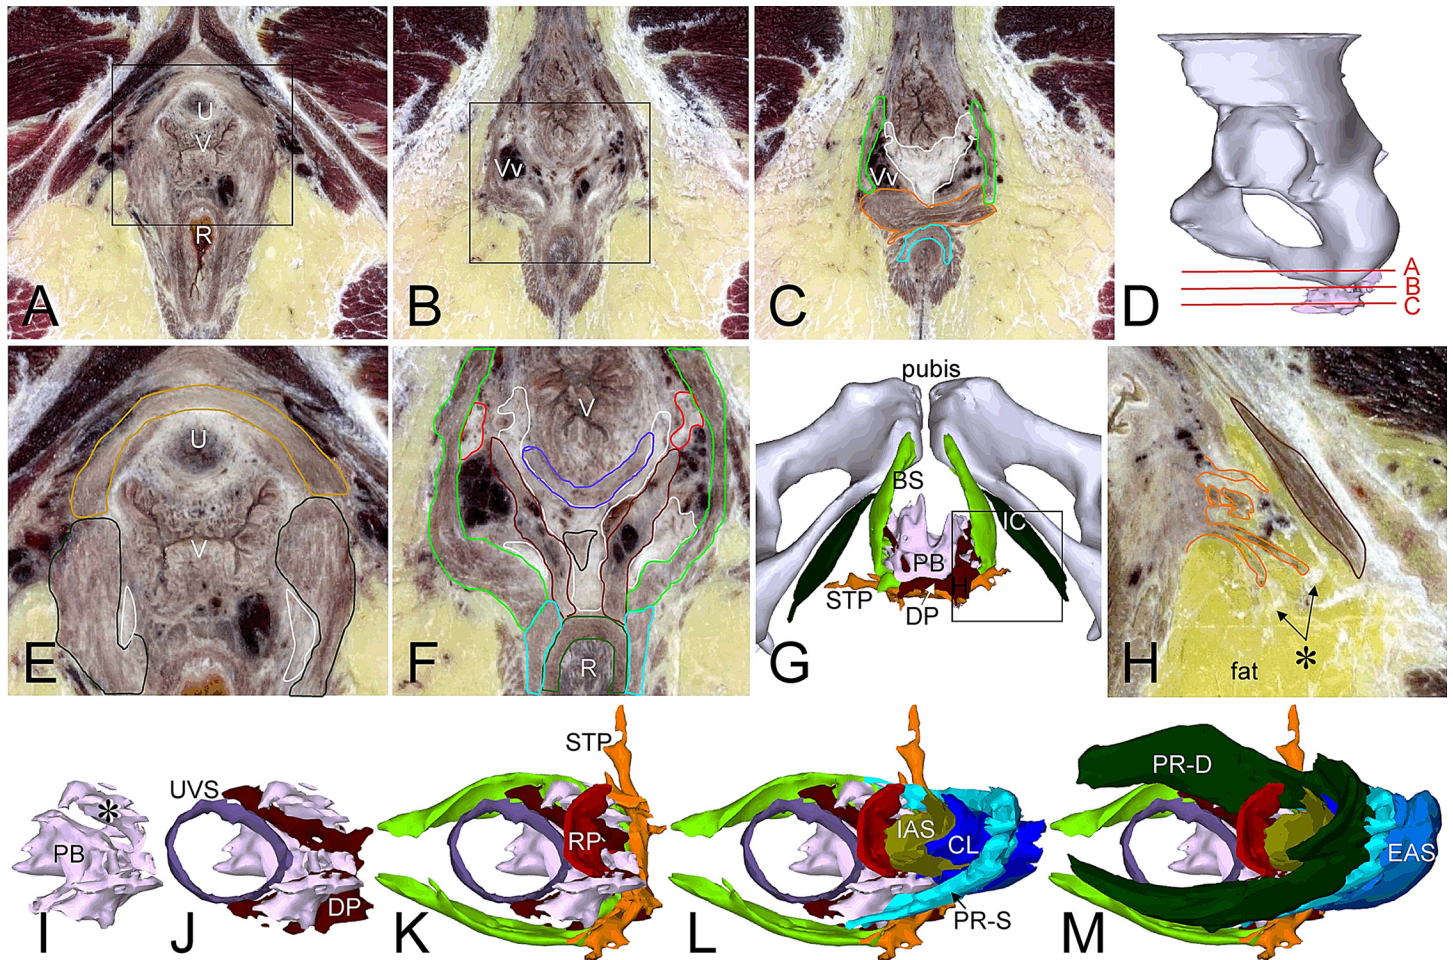 U
V
R
A
Vv
B
Vv
C
D
A
B
C
U
V
E
V
R
F
pubis
BS
IC
PB
H
STP
DP
G
fat
*
H
*
PB
I
UVS
DP
J
STP
RP
K
IAS
CL
PR-S
L
PR-D
EAS
M